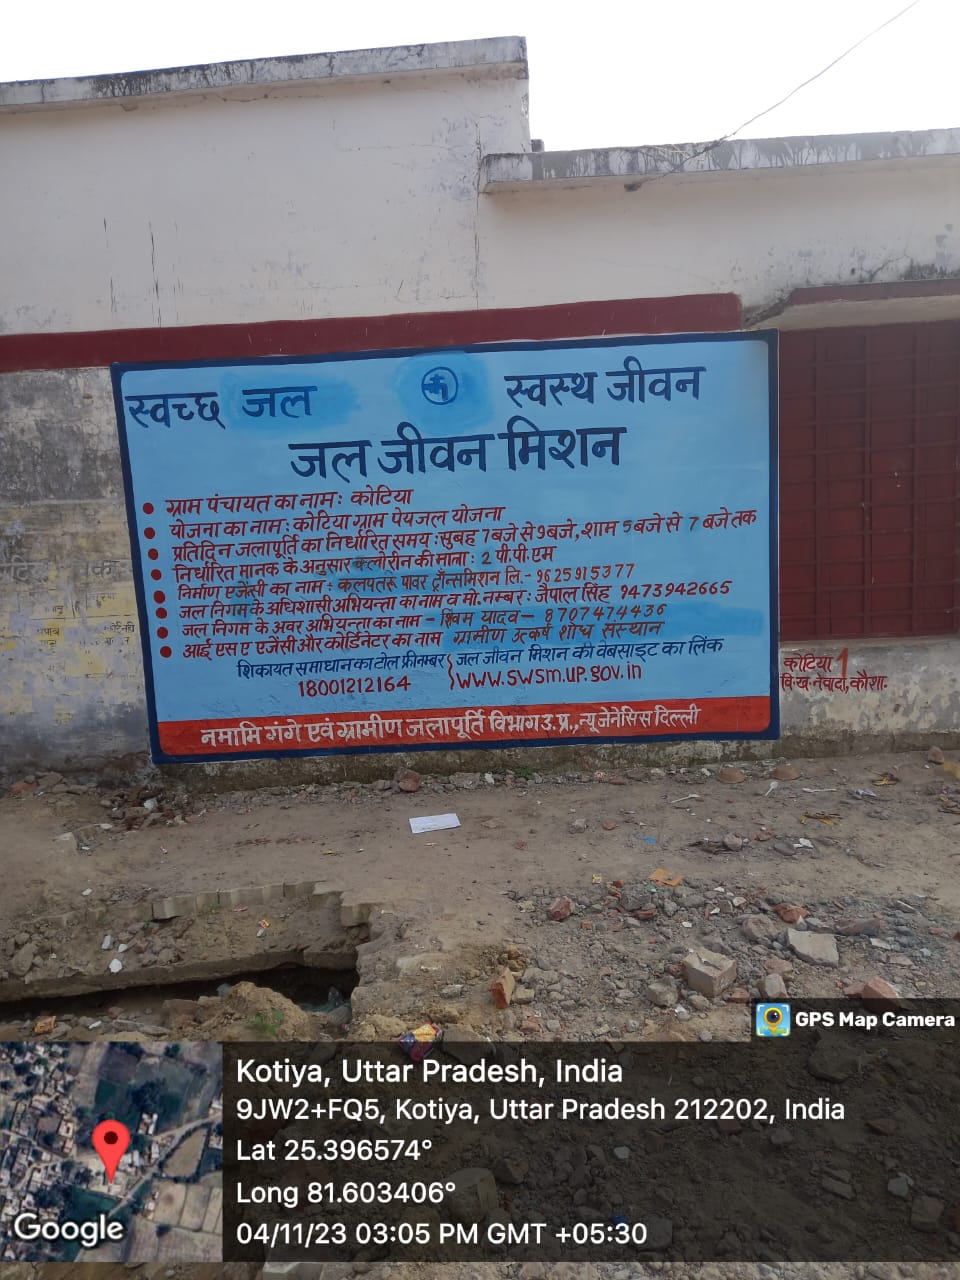 स्वच्छ जल
स्वस्थ जीवन
जल जीवन मिशन
• ग्राम पंचायत का नाम: कोटिया
• योजना का नाम: कोटिया ग्राम पेयजल योजना
• प्रतिदिन जलापूर्ति का निर्धारित समय: सुबह 7 बजे से 9 बजे, शाम 5 बजे से 7 बजे तक
• निर्धारित मानक के अनुसार क्लोरीन की मात्रा: 2 पी.पी.एम
• निर्माण एजेंसी का नाम: कलपतरू पावर ट्रॉन्समिशन लि.- 9625915377
• जल निगम के अधिशासी अभियन्ता का नाम व मो. नम्बर: जैपाल सिंह 9473942665
• जल निगम के अवर अभियन्ता का नाम - शिवम यादव - 8707474436
• आई एस ए एजेंसी और कोर्डिनेटर का नाम ग्रामीण उत्कर्ष शोध संस्थान
शिकायत समाधान का टोल फ्री नम्बर
18001212164
जल जीवन मिशन की वेबसाइट का लिंक
www.swsm.up.gov.in
नमामि गंगे एवं ग्रामीण जलापूर्ति विभाग उ.प्र., न्यू जेनेसिस दिल्ली
कोटिया 1
वि.ख. नेवादा, कौशा.
GPS Map Camera
Kotiya, Uttar Pradesh, India
9JW2+FQ5, Kotiya, Uttar Pradesh 212202, India
Lat 25.396574°
Long 81.603406°
04/11/23 03:05 PM GMT +05:30
Google